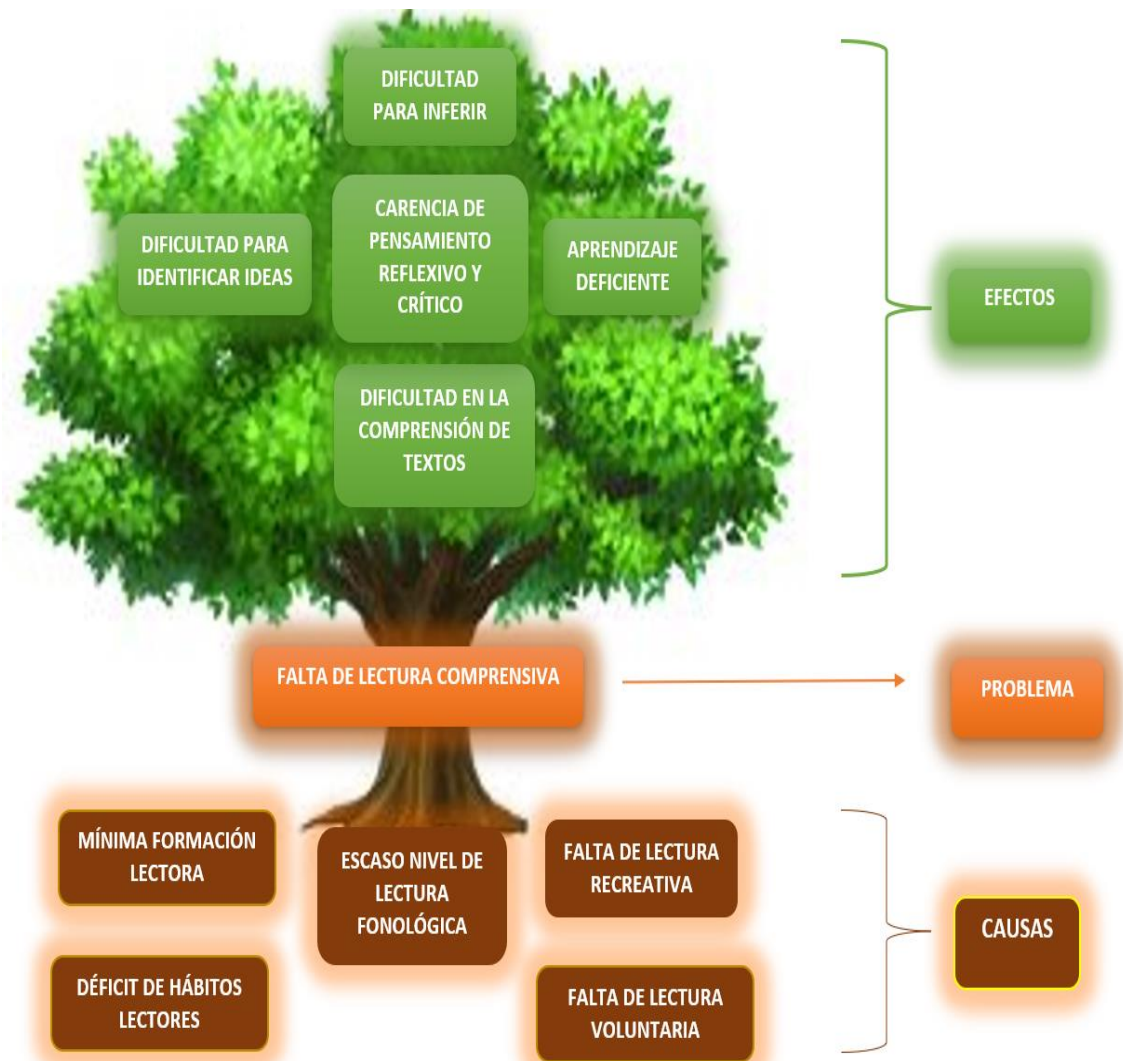 DIFICULTAD
PARA INFERIR
DIFICULTAD PARA
IDENTIFICAR IDEAS
CARENCIA DE
PENSAMIENTO
REFLEXIVO Y
CRÍTICO
APRENDIZAJE
DEFICIENTE
EFECTOS
DIFICULTAD EN LA
COMPRENSIÓN DE
TEXTOS
FALTA DE LECTURA COMPRENSIVA
PROBLEMA
MÍNIMA FORMACIÓN
LECTORA
ESCASO NIVEL DE
LECTURA
FONOLÓGICA
FALTA DE LECTURA
RECREATIVA
CAUSAS
DÉFICIT DE HÁBITOS
LECTORES
FALTA DE LECTURA
VOLUNTARIA